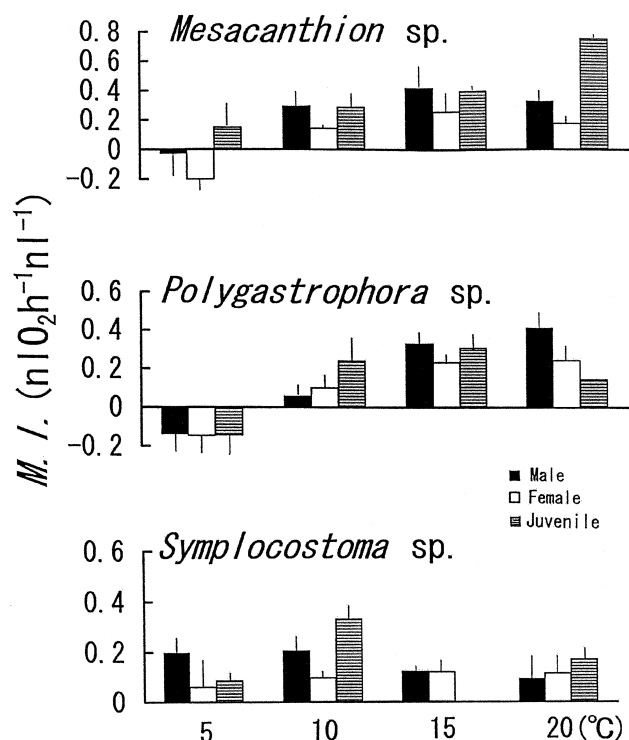 Mesacanthion sp.
0.8
0.6
0.4
0.2
0
-0.2
M. I. (nlO₂h⁻¹nl⁻¹)
Polygastrophora sp.
0.6
0.4
0.2
0
-0.2
Male
Female
Juvenile
Symplocostoma sp.
0.6
0.4
0.2
0
5 10 15 20 (℃)